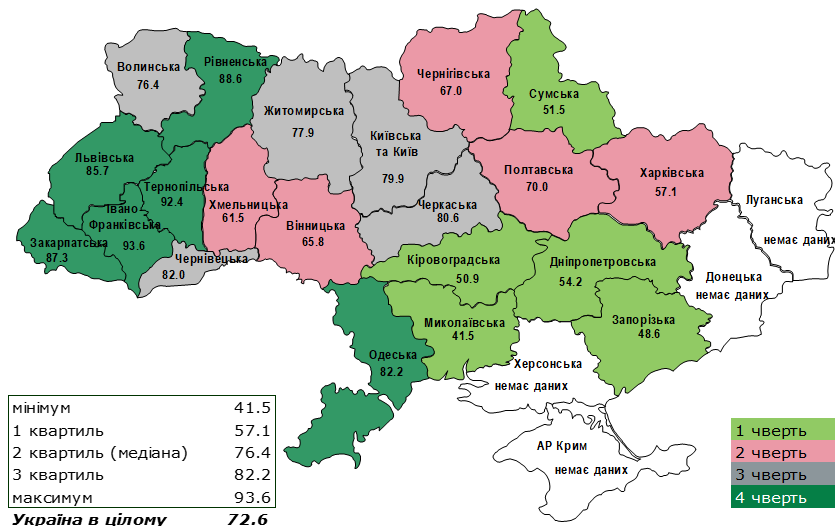 Волинська
76.4
Рівненська
88.6
Житомирська
77.9
Київська
та Київ
79.9
Чернігівська
67.0
Сумська
51.5
Львівська
85.7
Тернопільська
92.4
Хмельницька
61.5
Вінницька
65.8
Черкаська
80.6
Полтавська
70.0
Харківська
57.1
Луганська
немає даних
Івано
Франківська
93.6
Закарпатська
87.3
Чернівецька
82.0
Кіровоградська
50.9
Дніпропетровська
54.2
Донецька
немає даних
Миколаївська
41.5
Запорізька
48.6
Одеська
82.2
Херсонська
немає даних
АР Крим
немає даних
мінімум 41.5
1 квартиль 57.1
2 квартиль (медіана) 76.4
3 квартиль 82.2
максимум 93.6
Україна в цілому 72.6
1 чверть
2 чверть
3 чверть
4 чверть